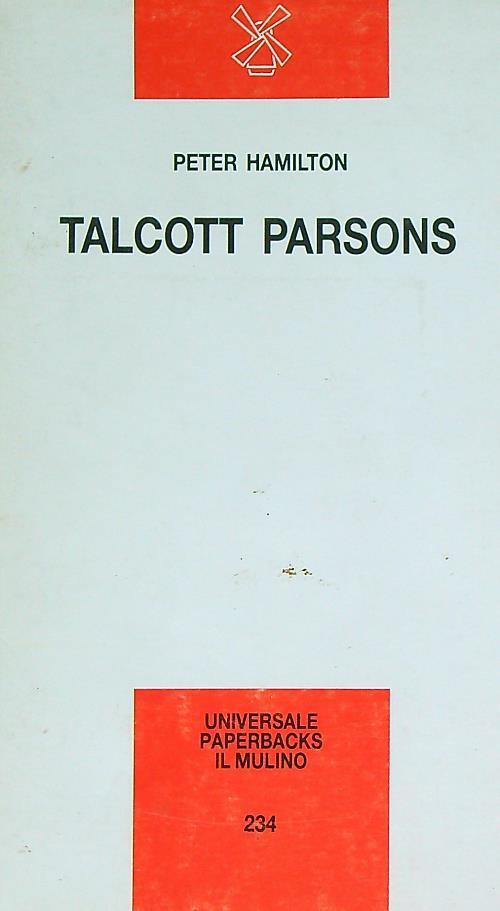 PETER HAMILTON
TALCOTT PARSONS
UNIVERSALE
PAPERBACKS
IL MULINO
234